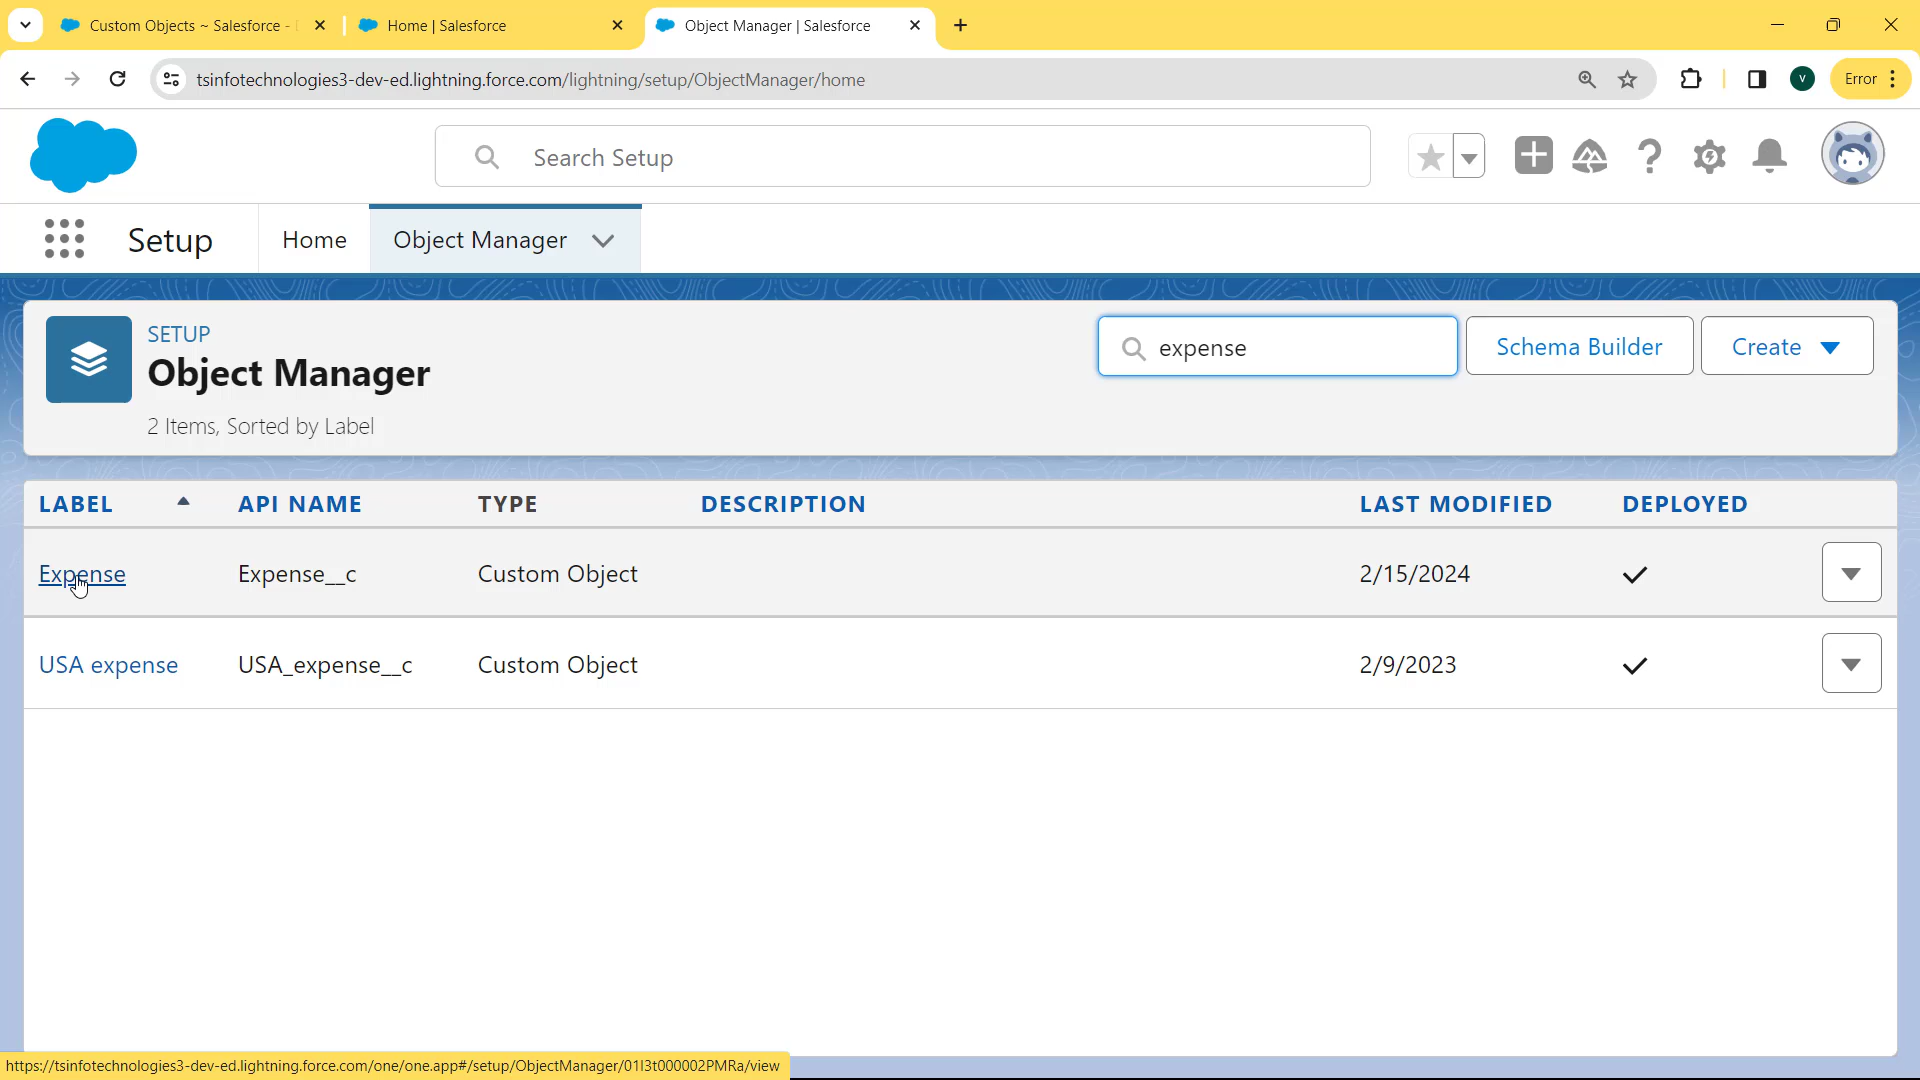 Custom Objects ~ Salesforce -
Home | Salesforce
Object Manager | Salesforce
tsinfotechnologies3-dev-ed.lightning.force.com/lightning/setup/ObjectManager/home
V
Error
Search Setup
Setup
Home
Object Manager
SETUP
Object Manager
2 Items, Sorted by Label
expense
Schema Builder
Create
LABEL API NAME TYPE DESCRIPTION LAST MODIFIED DEPLOYED
Expense Expense__c Custom Object 2/15/2024
USA expense USA_expense__c Custom Object 2/9/2023
https://tsinfotechnologies3-dev-ed.lightning.force.com/one/one.app#/setup/ObjectManager/01I3t000002PMRa/view